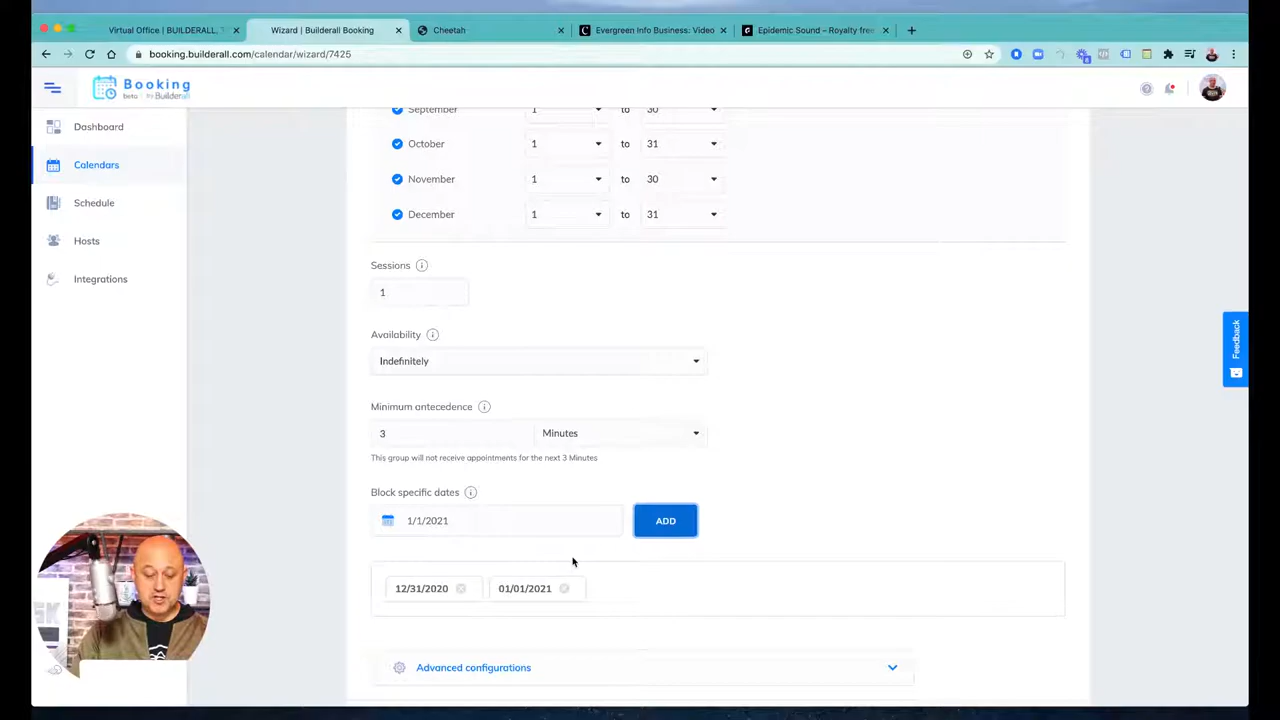 Virtual Office | BUILDERALL, T
Wizard | Builderall Booking
Cheetah
Evergreen Info Business: Video
Epidemic Sound – Royalty free
booking.builderall.com/calendar/wizard/7425
Booking
beta by Builderall
Dashboard
Calendars
Schedule
Hosts
Integrations
September 1 to 30
October 1 to 31
November 1 to 30
December 1 to 31
Sessions
1
Availability
Indefinitely
Minimum antecedence
3 Minutes
This group will not receive appointments for the next 3 Minutes
Block specific dates
1/1/2021 ADD
12/31/2020 01/01/2021
Advanced configurations
Feedback